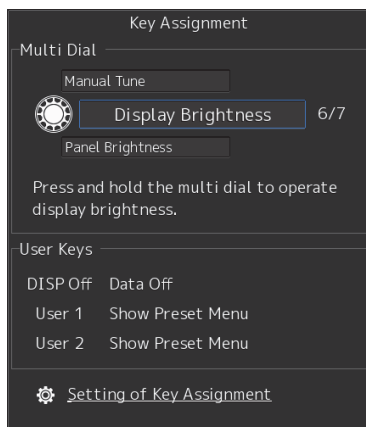 Key Assignment
Multi Dial
Manual Tune
Display Brightness 6/7
Panel Brightness
Press and hold the multi dial to operate
display brightness.
User Keys
DISP Off Data Off
User 1 Show Preset Menu
User 2 Show Preset Menu
Setting of Key Assignment